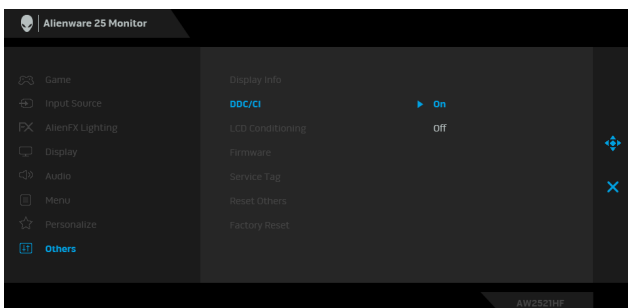 Alienware 25 Monitor
Game
Display Info
Input Source
DDC/CI
On
AlienFX Lighting
LCD Conditioning
Off
Display
Firmware
Audio
Service Tag
Menu
Reset Others
Personalize
Factory Reset
Others
AW2521HF